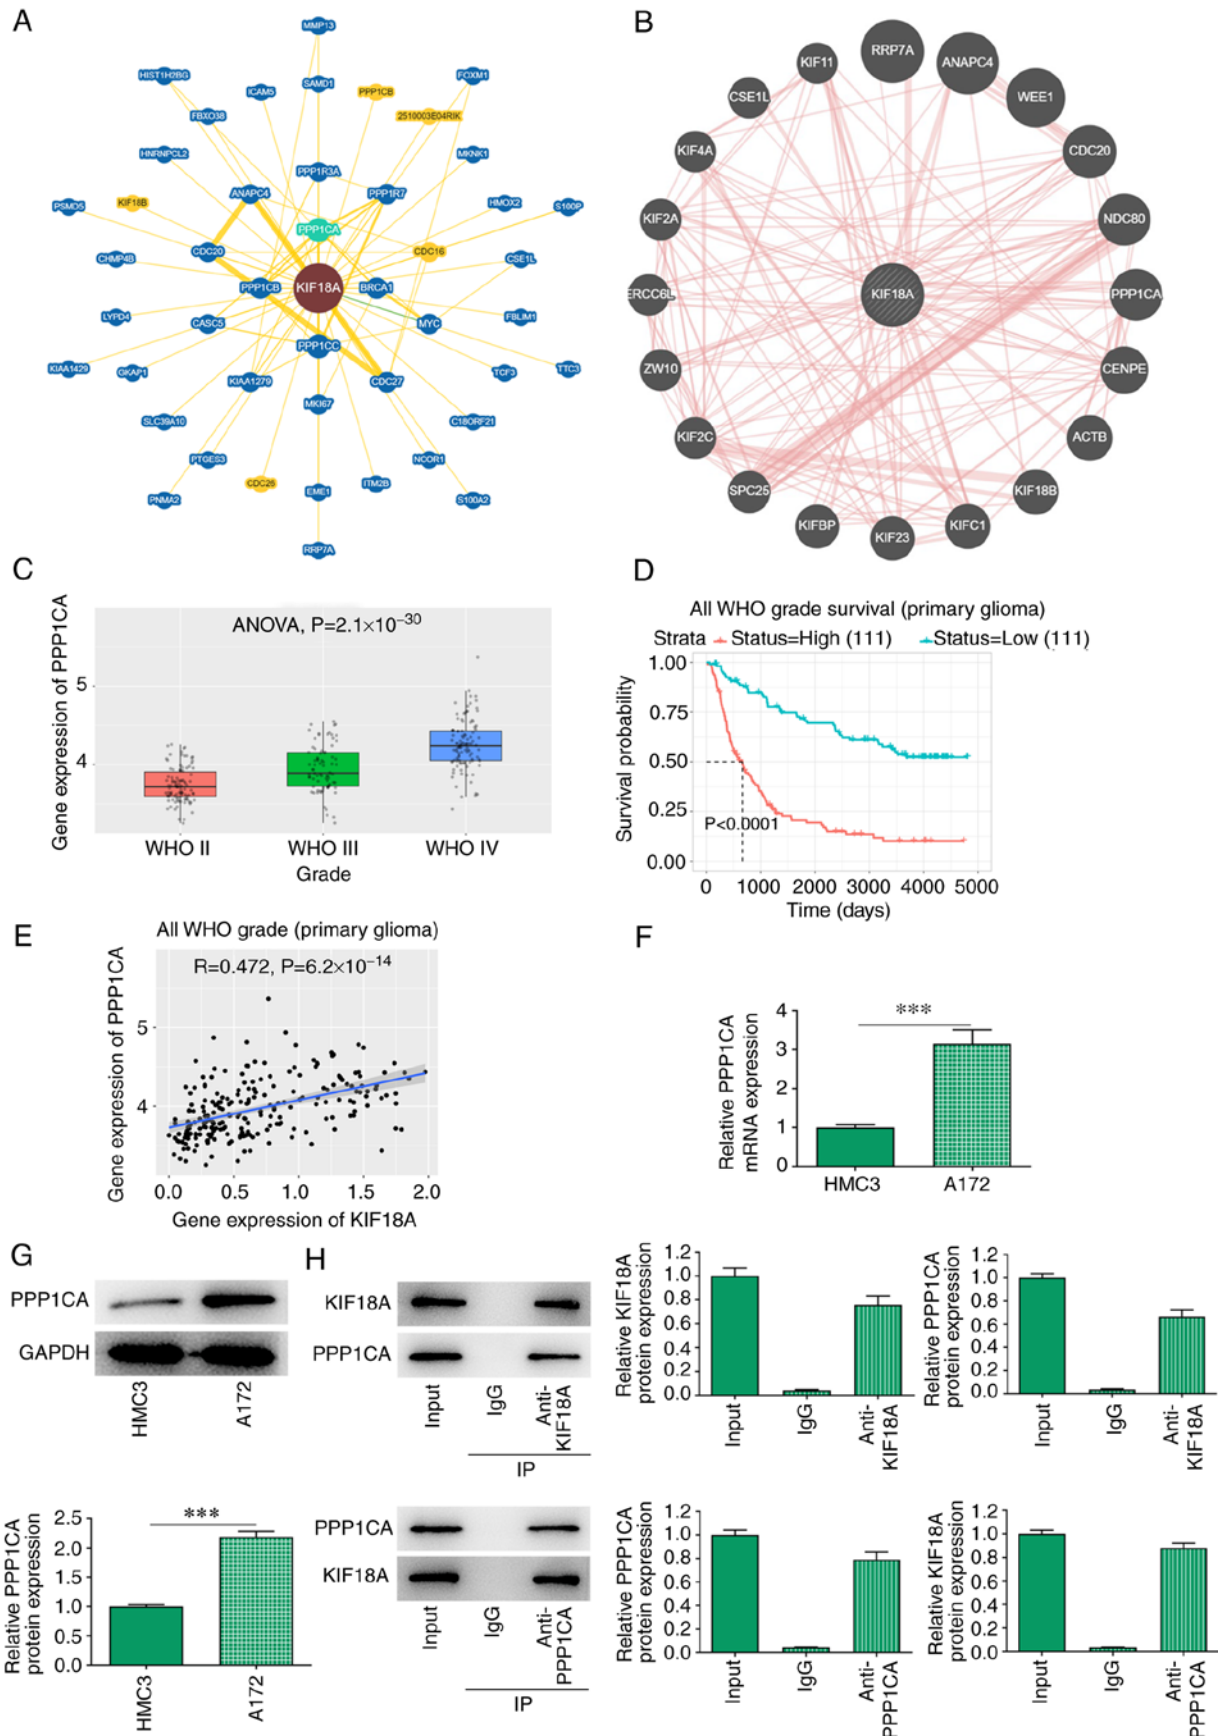 A
MMP13
HIST1H2BG
FOXM1
SAMD1
ICAM5
PPP1CB
FBXO38
2510003E04RIK
HNRNPCL2
MKNK1
PPP1R3A
ANAPC4
PPP1R7
PSMD5
KIF18B
HMOX2
S100P
PPP1CA
CDC20
CDC16
CHMP4B
CSE1L
PPP1CB
KIF18A
BRCA1
LYPD4
CASC5
MYC
FBLIM1
PPP1CC
KIAA1429
GKAP1
KIAA1279
CDC27
TCF3
TTC3
MKI67
SLC39A10
C18ORF21
PTGES3
NCOR1
CDC26
ITM2B
PNMA2
EME1
S100A2
RRP7A
B
RRP7A
KIF11
ANAPC4
CSE1L
WEE1
KIF4A
CDC20
KIF2A
NDC80
ERCC6L
KIF18A
PPP1CA
ZW10
CENPE
KIF2C
ACTB
SPC25
KIF18B
KIFBP
KIF23
KIFC1
C
Gene expression of PPP1CA
ANOVA, P=2.1×10⁻³⁰
5
4
WHO II WHO III WHO IV
Grade
D
All WHO grade survival (primary glioma)
Strata Status=High (111) Status=Low (111)
Survival probability
1.00
0.75
0.50
0.25
0.00
P<0.0001
0 1000 2000 3000 4000 5000
Time (days)
E
All WHO grade (primary glioma)
Gene expression of PPP1CA
R=0.472, P=6.2×10⁻¹⁴
5
4
0.0 0.5 1.0 1.5 2.0
Gene expression of KIF18A
F
Relative PPP1CA
mRNA expression
4
3
2
1
0
***
HMC3 A172
G
PPP1CA
GAPDH
HMC3
A172
Relative PPP1CA
protein expression
2.5
2.0
1.5
1.0
0.5
0.0
***
HMC3
A172
H
KIF18A
PPP1CA
Input
IgG
Anti-
KIF18A
IP
Relative KIF18A
protein expression
1.2
1.0
0.8
0.6
0.4
0.2
0.0
Input
IgG
Anti-
KIF18A
Relative PPP1CA
protein expression
1.2
1.0
0.8
0.6
0.4
0.2
0.0
Input
IgG
Anti-
KIF18A
PPP1CA
KIF18A
Input
IgG
Anti-
PPP1CA
IP
Relative PPP1CA
protein expression
1.2
1.0
0.8
0.6
0.4
0.2
0.0
Input
IgG
Anti-
PPP1CA
Relative KIF18A
protein expression
1.2
1.0
0.8
0.6
0.4
0.2
0.0
Input
IgG
Anti-
PPP1CA